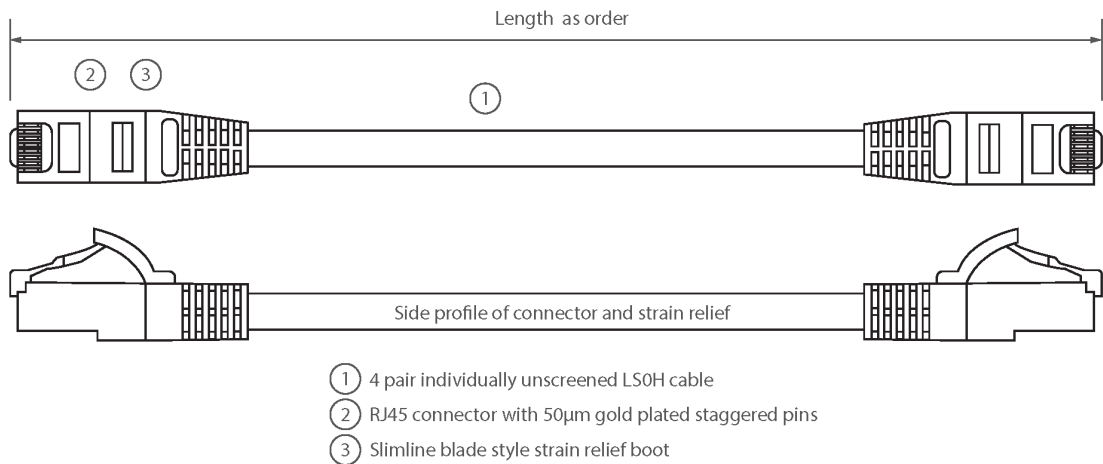 Length as order
2 3
1
Side profile of connector and strain relief
1 4 pair individually unscreened LS0H cable
2 RJ45 connector with 50µm gold plated staggered pins
3 Slimline blade style strain relief boot